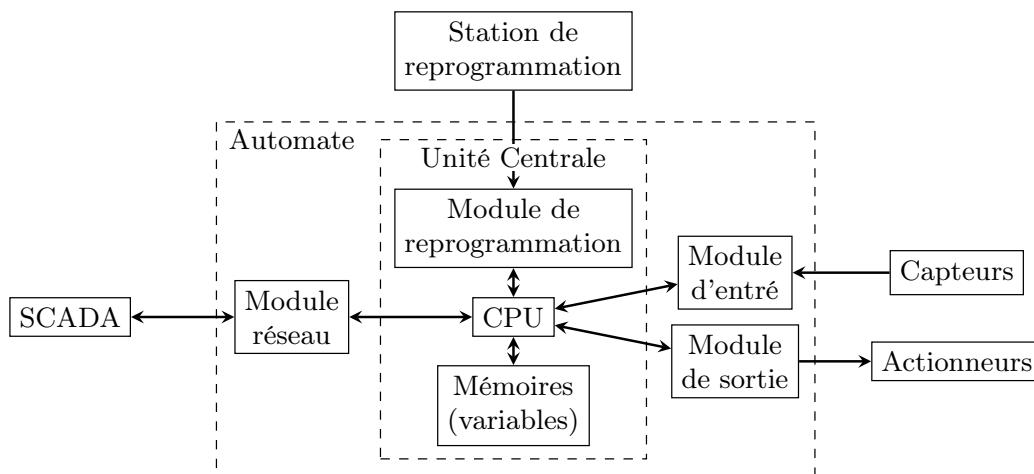 Station de
reprogrammation
Automate
Unité Centrale
Module de
reprogrammation
Module
d'entré
Capteurs
SCADA
Module
réseau
CPU
Module
de sortie
Actionneurs
Mémoires
(variables)